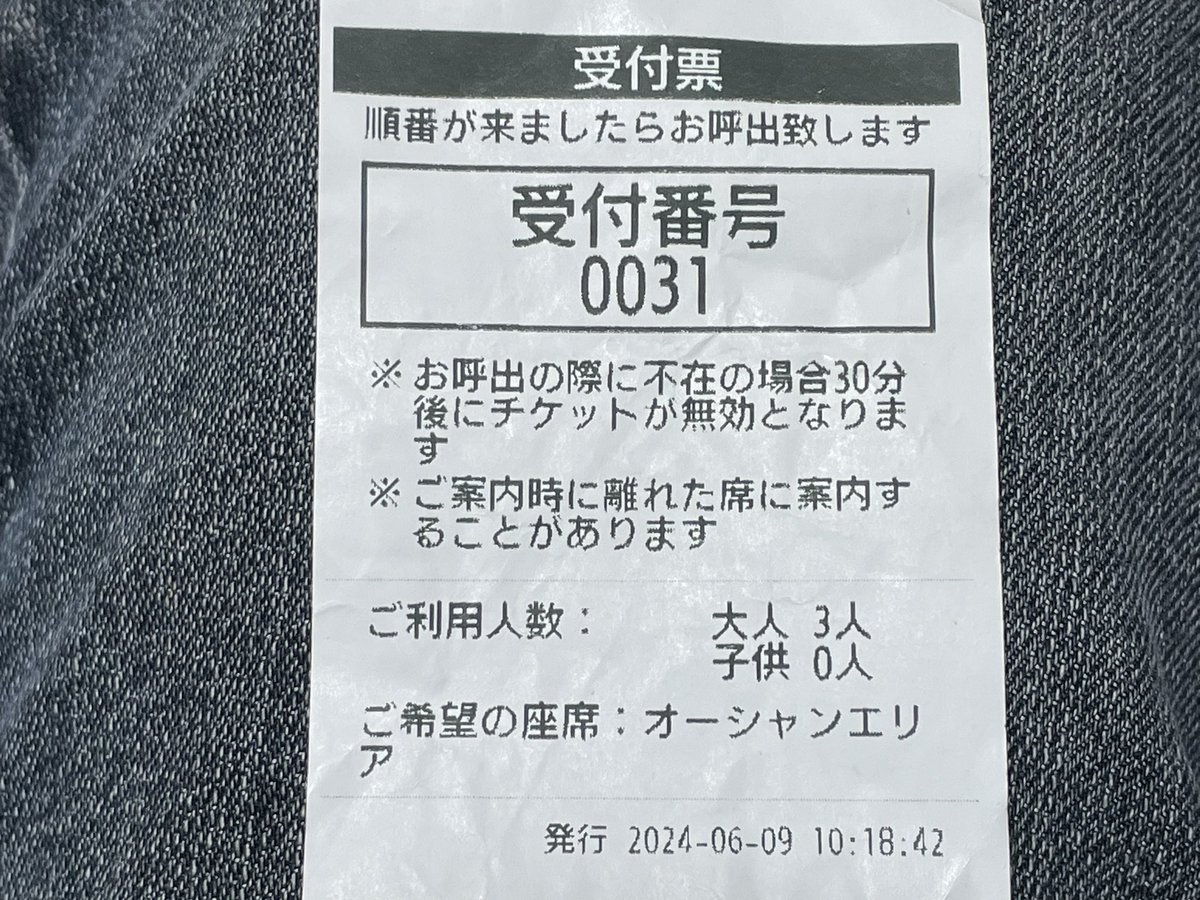 受付票
順番が来ましたらお呼出致します
受付番号
0031
※ お呼出の際に不在の場合30分
後にチケットが無効となりま
す
※ ご案内時に離れた席に案内す
ることがあります
ご利用人数： 大人 3人
子供 0人
ご希望の座席：オーシャンエリ
ア
発行 2024-06-09 10:18:42